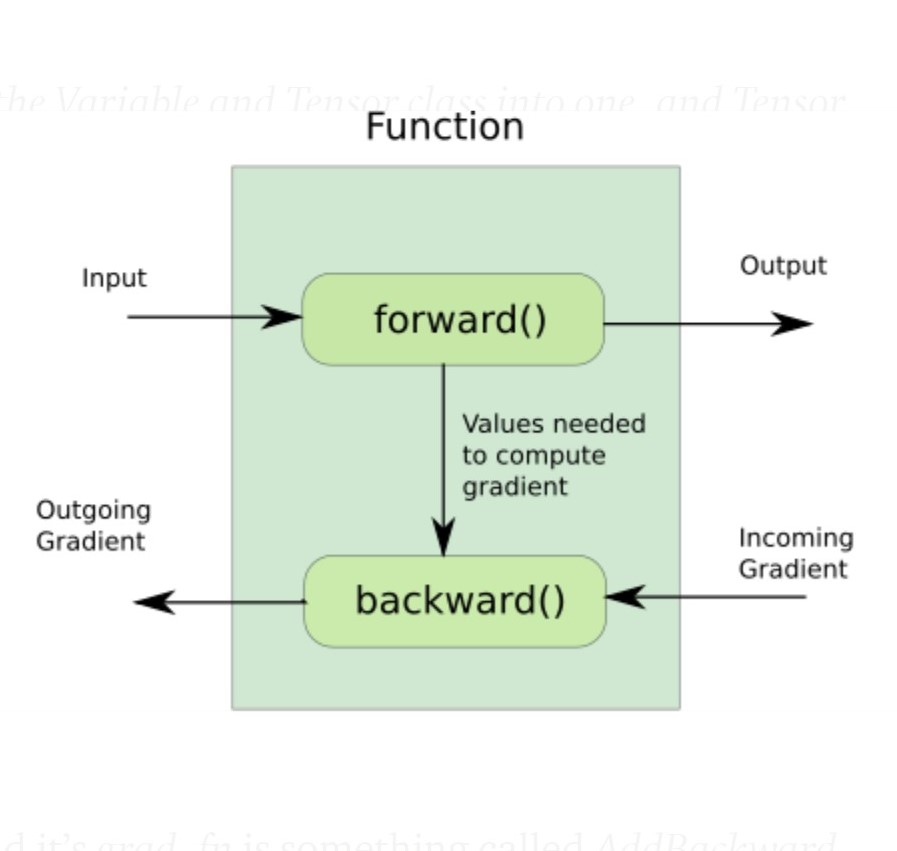 the Variable and Tensor class into one, and Tensor
Function
Input
Output
forward()
Values needed
to compute
gradient
Outgoing
Gradient
Incoming
Gradient
backward()
d it's grad_fn is something called AddBackward